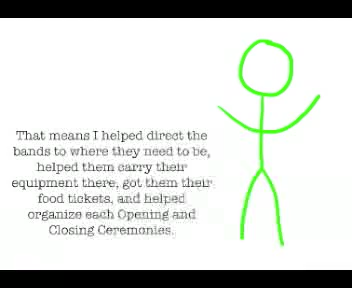 That means I helped direct the
bands to where they need to be,
helped them carry their
equipment there, got them their
food tickets, and helped
organize each Opening and
Closing Ceremonies.